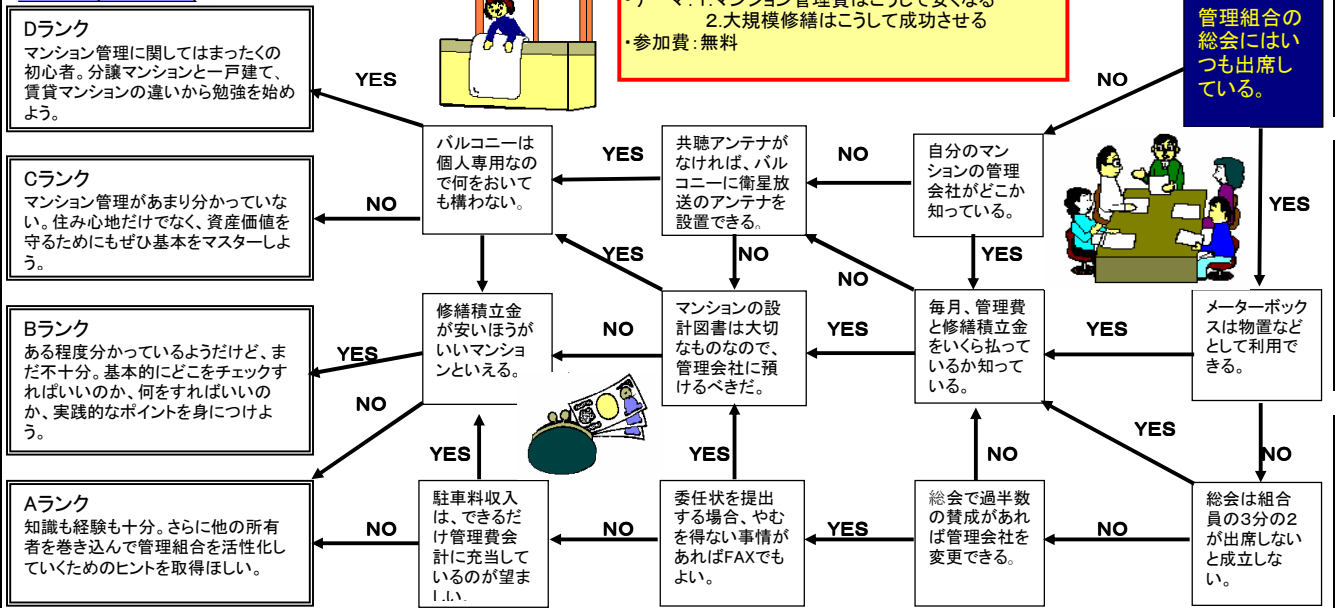 ・テーマ：1.マンション管理費はこうして安くなる
2.大規模修繕はこうして成功させる
・参加費：無料
管理組合の
総会にはい
つも出席し
ている。
NO
YES
Dランク
マンション管理に関してはまったくの
初心者。分譲マンションと一戸建て、
賃貸マンションの違いから勉強を始め
よう。
YES
バルコニーは
個人専用なの
で何をおいて
も構わない。
YES
共聴アンテナが
なければ、バル
コニーに衛星放
送のアンテナを
設置できる。
NO
自分のマン
ションの管理
会社がどこか
知っている。
Cランク
マンション管理があまり分かっていな
い。住み心地だけでなく、資産価値を
守るためにもぜひ基本をマスターしよ
う。
NO
YES
NO
NO
YES
Bランク
ある程度分かっているようだけど、ま
だ不十分。基本的にどこをチェックす
ればいいのか、何をすればいいの
か、実践的なポイントを身につけよ
う。
YES
NO
修繕積立金
が安いほうが
いいマンショ
ンといえる。
NO
マンションの設
計図書は大切
なものなので、
管理会社に預
けるべきだ。
YES
毎月、管理費
と修繕積立金
をいくら払って
いるか知って
いる。
YES
メーターボック
スは物置など
として利用で
きる。
YES
YES
NO
YES
NO
Aランク
知識も経験も十分。さらに他の所有
者を巻き込んで管理組合を活性化し
ていくためのヒントを取得ほしい。
NO
駐車料収入
は、できるだ
け管理費会
計に充当して
いるのが望ま
しい。
NO
委任状を提出
する場合、やむ
を得ない事情が
あればFAXでも
よい。
YES
総会で過半数
の賛成があれ
ば管理会社を
変更できる。
NO
総会は組合
員の3分の2
が出席しない
と成立しな
い。